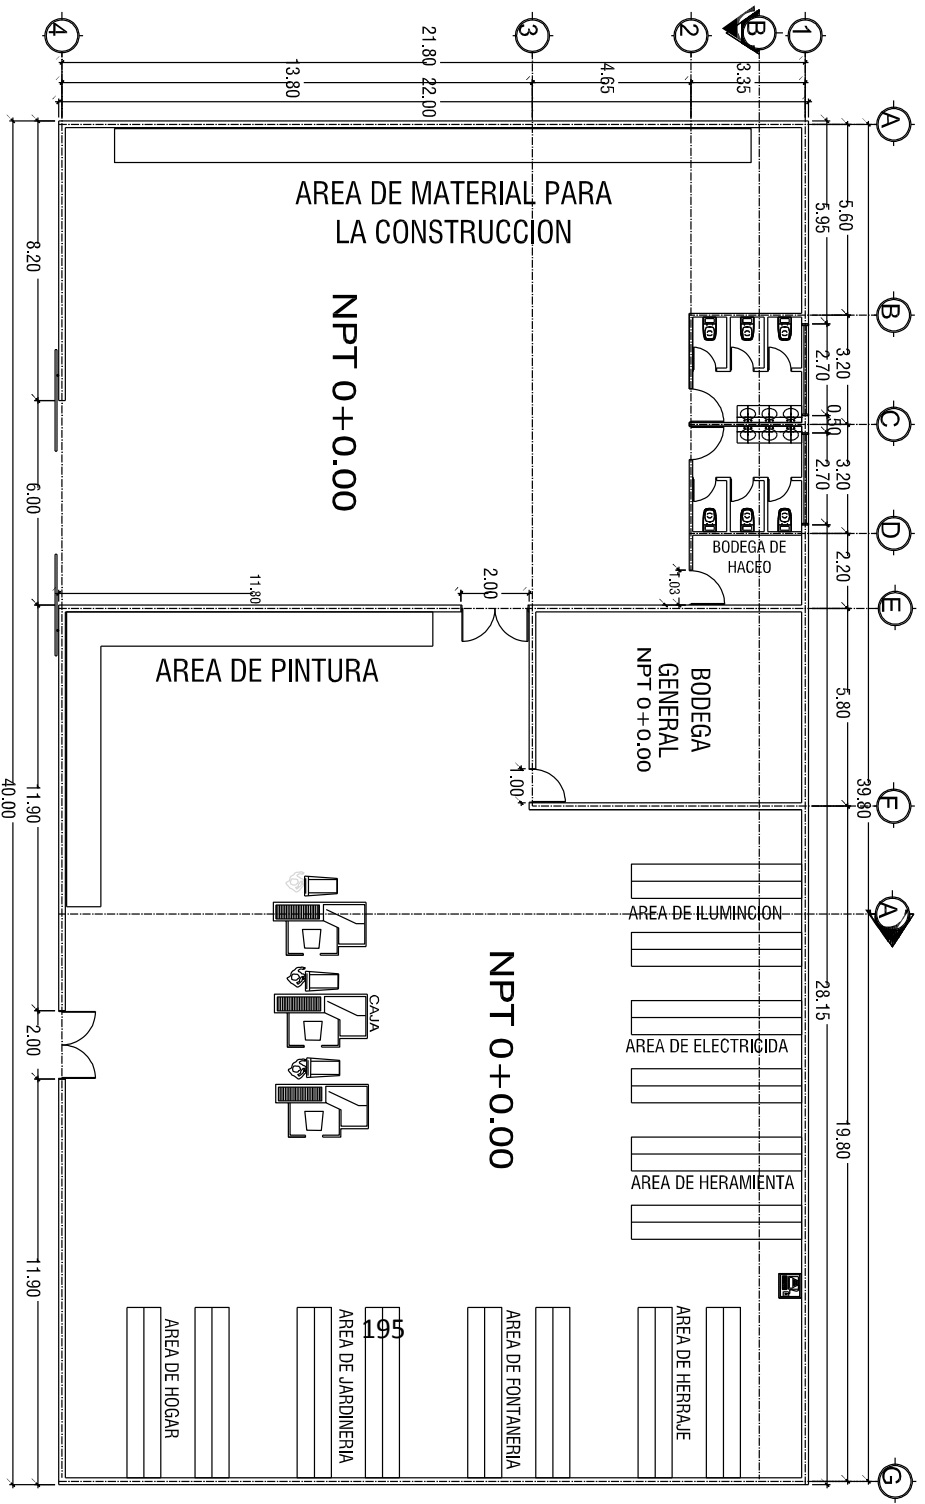 4
3
2
B
1
21.80
13.80
22.00
4.65
3.35
A
5.60
5.95
AREA DE MATERIAL PARA
LA CONSTRUCCION
8.20
NPT 0+0.00
B
3.20
2.70
0.50
C
3.20
2.70
6.00
D
BODEGA DE
HACEO
2.20
1.03
11.80
2.00
E
AREA DE PINTURA
BODEGA
GENERAL
NPT 0+0.00
5.80
1.00
39.80
F
40.00
11.90
AREA DE ILUMINCION
A
NPT 0+0.00
CAJA
28.15
2.00
AREA DE ELECTRICIDA
19.80
AREA DE HERAMIENTA
11.90
AREA DE HOGAR
AREA DE JARDINERIA
195
AREA DE FONTANERIA
AREA DE HERRAJE
G